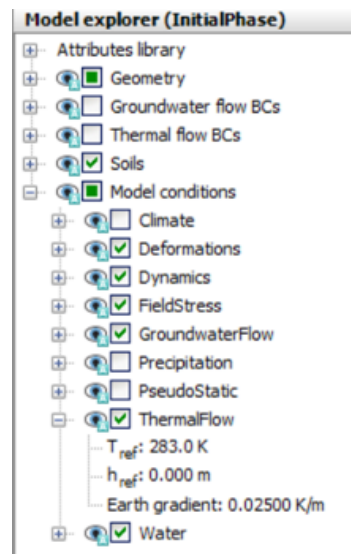 Model explorer (InitialPhase)
Attributes library
Geometry
Groundwater flow BCs
Thermal flow BCs
Soils
Model conditions
Climate
Deformations
Dynamics
FieldStress
GroundwaterFlow
Precipitation
PseudoStatic
ThermalFlow
Tref: 283.0 K
href: 0.000 m
Earth gradient: 0.02500 K/m
Water